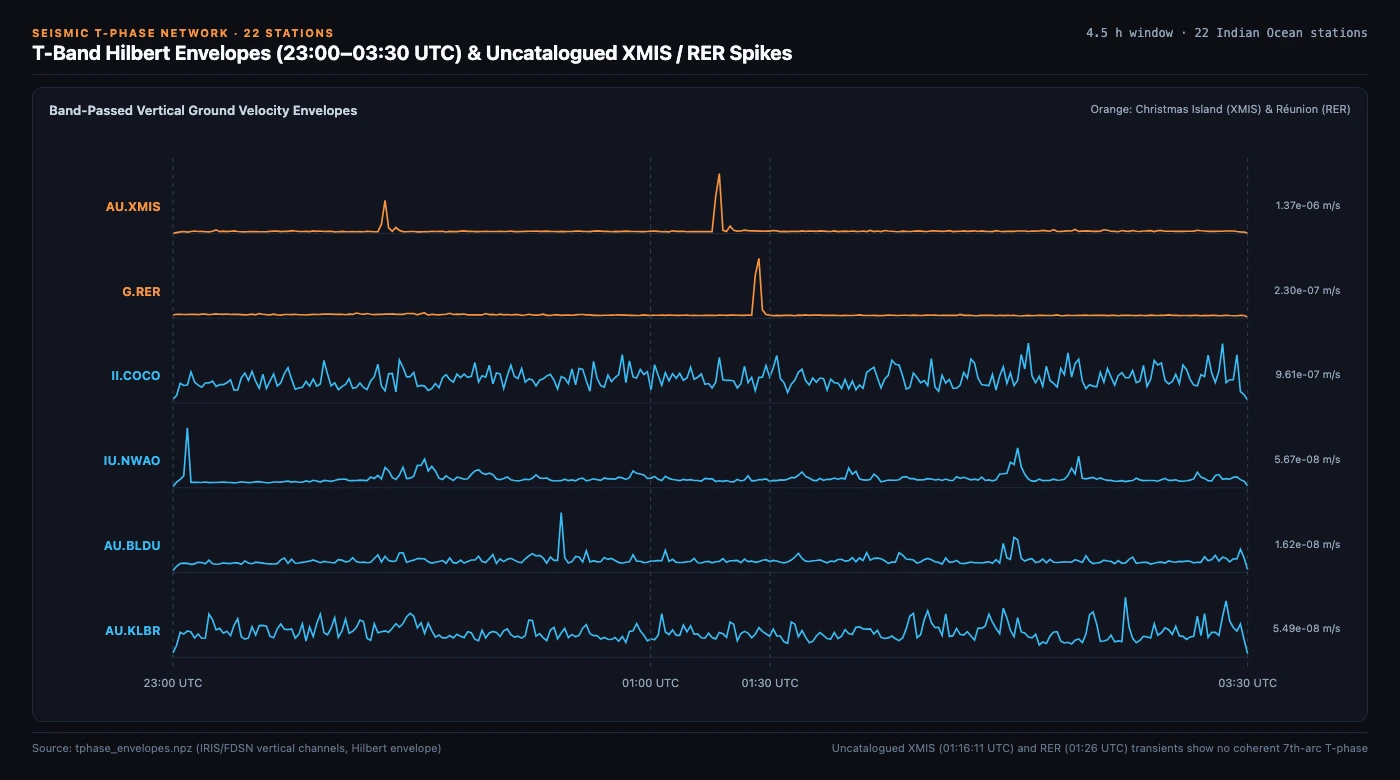 SEISMIC T-PHASE NETWORK · 22 STATIONS
4.5 h window · 22 Indian Ocean stations
T-Band Hilbert Envelopes (23:00–03:30 UTC) & Uncatalogued XMIS / RER Spikes
Band-Passed Vertical Ground Velocity Envelopes
Orange: Christmas Island (XMIS) & Réunion (RER)
AU.XMIS
1.37e-06 m/s
G.RER
2.30e-07 m/s
II.COCO
9.61e-07 m/s
IU.NWAO
5.67e-08 m/s
AU.BLDU
1.62e-08 m/s
AU.KLBR
5.49e-08 m/s
23:00 UTC
01:00 UTC
01:30 UTC
03:30 UTC
Source: tphase_envelopes.npz (IRIS/FDSN vertical channels, Hilbert envelope)
Uncatalogued XMIS (01:16:11 UTC) and RER (01:26 UTC) transients show no coherent 7th-arc T-phase